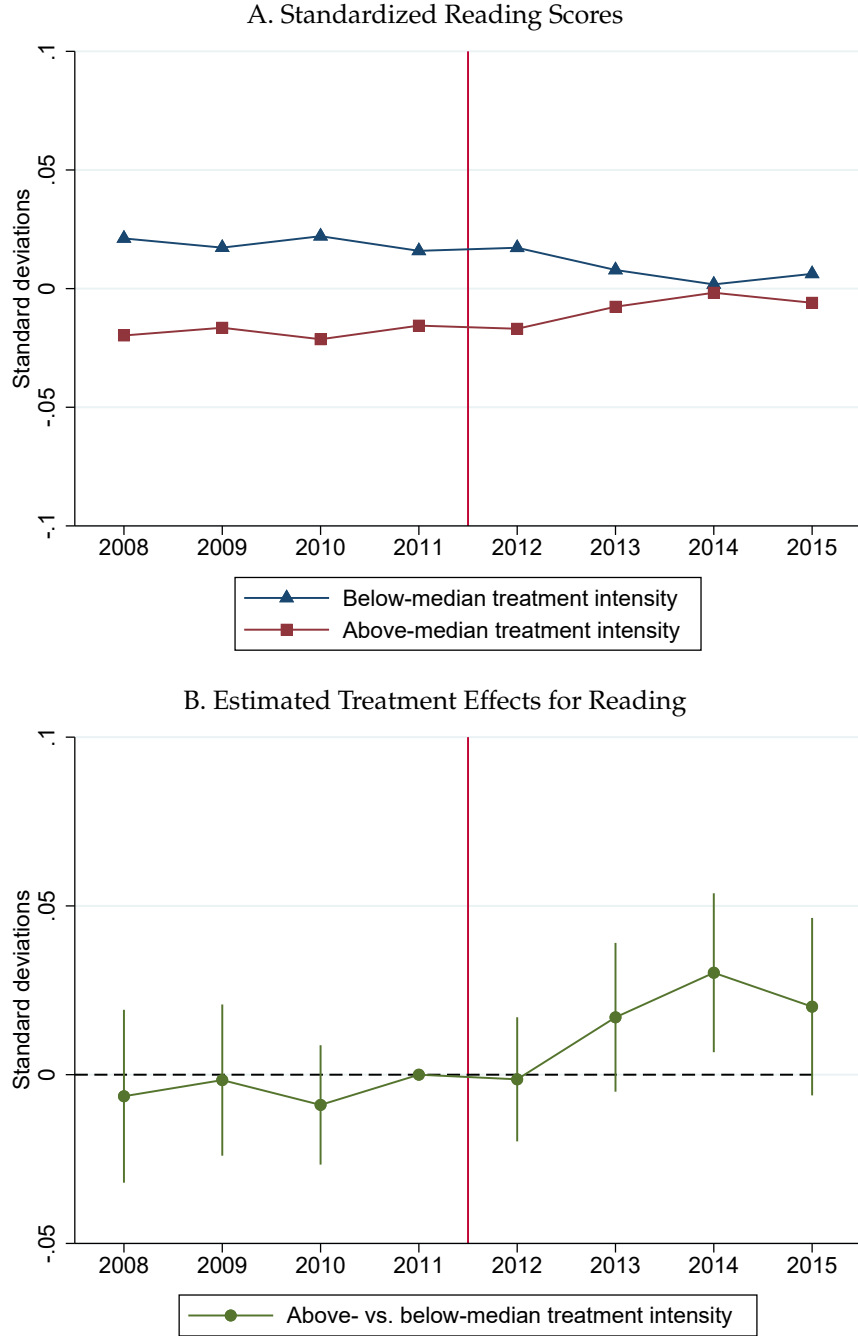 A. Standardized Reading Scores
Standard deviations
.1
.05
0
-.05
-.1
2008 2009 2010 2011 2012 2013 2014 2015
Below-median treatment intensity
Above-median treatment intensity
B. Estimated Treatment Effects for Reading
Standard deviations
.1
.05
0
-.05
2008 2009 2010 2011 2012 2013 2014 2015
Above- vs. below-median treatment intensity